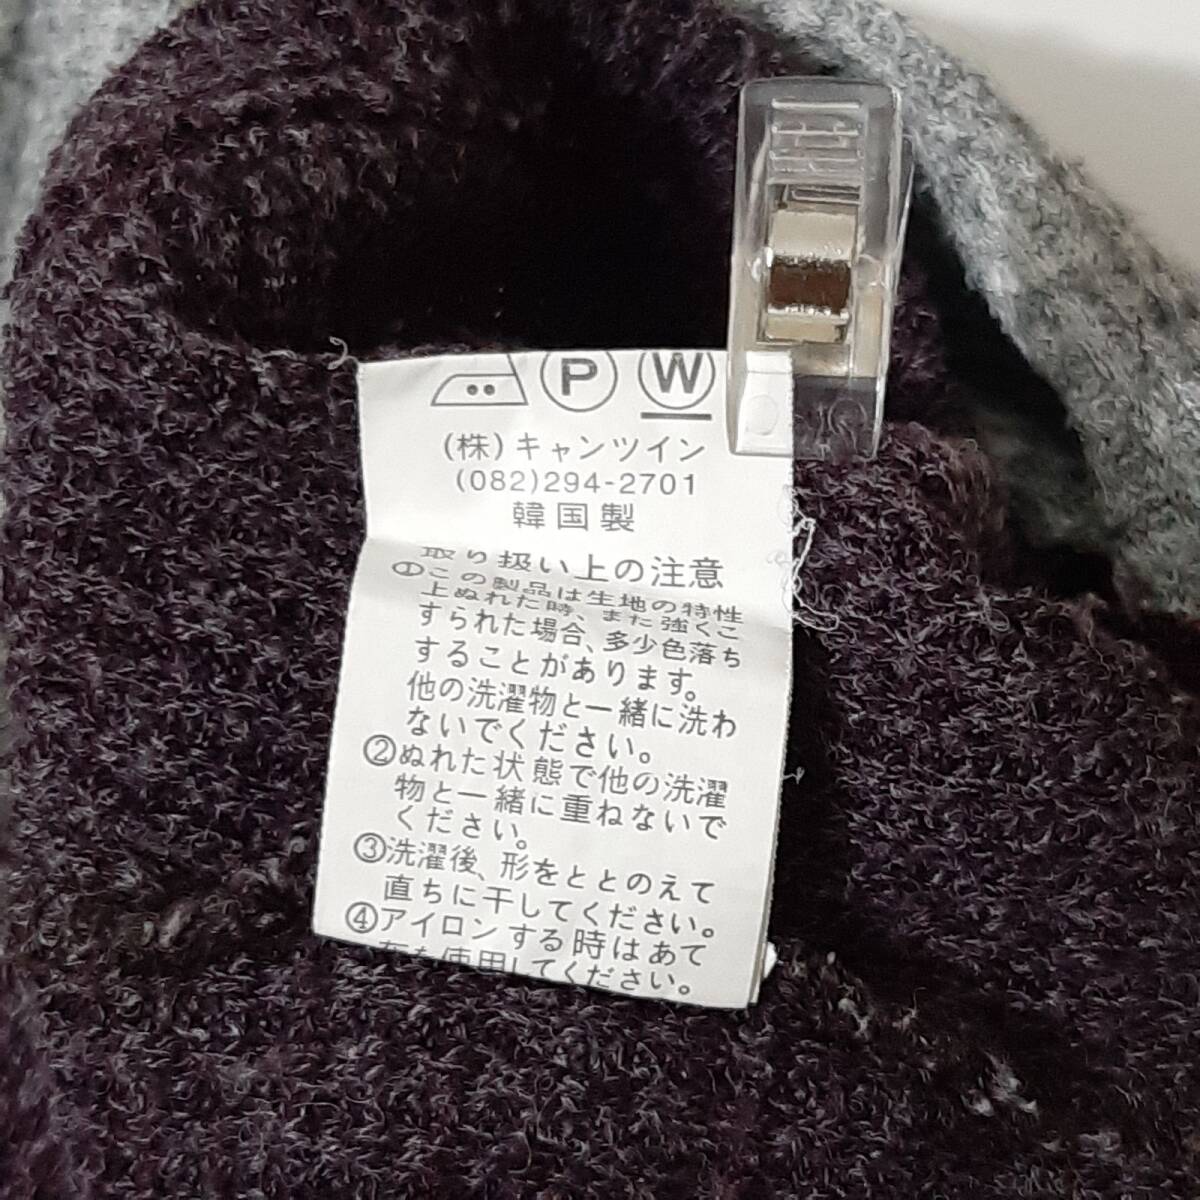 P W
(株)キャンツイン
(082)294-2701
韓国製
取り扱い上の注意
①この製品は生地の特性
上ぬれた時、また強くこ
すられた場合、多少色落ち
することがあります。
他の洗濯物と一緒に洗わ
ないでください。
②ぬれた状態で他の洗濯
物と一緒に重ねないで
ください。
③洗濯後、形をととのえて
直ちに干してください。
④アイロンする時はあて
布を使用してください。